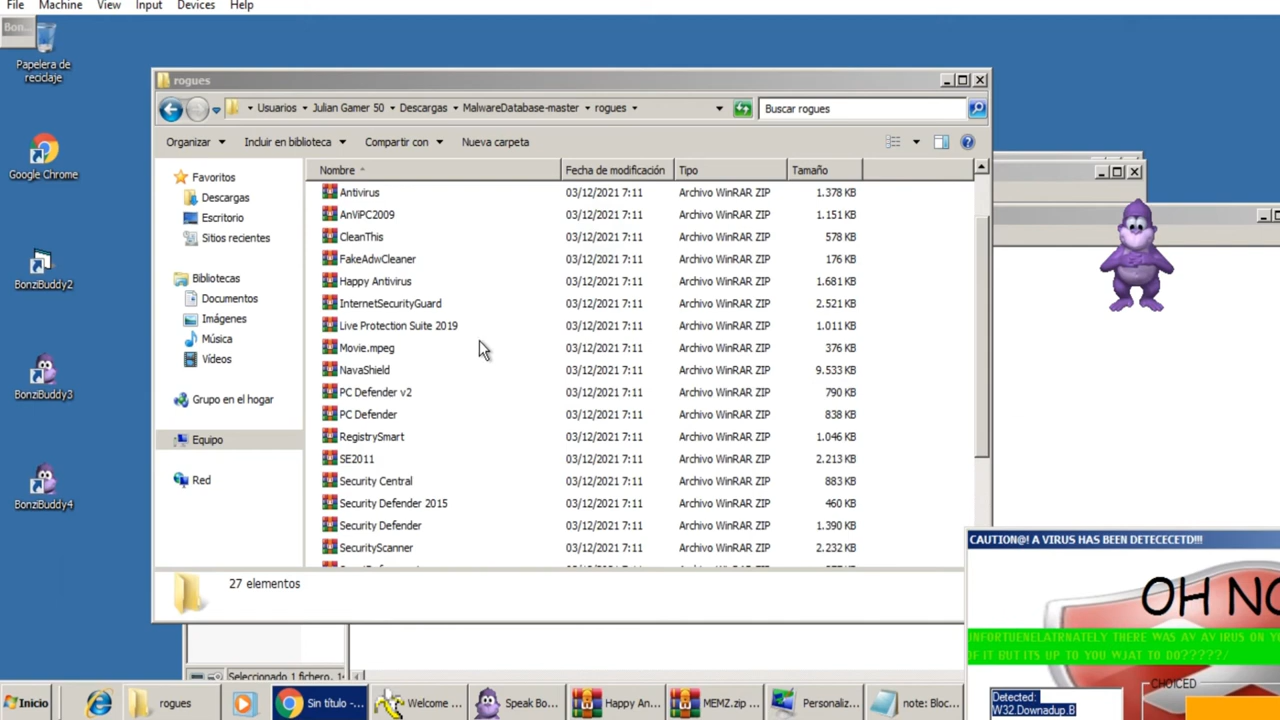 File Machine View Input Devices Help
Bon...
Papelera de
reciclaje
Google Chrome
BonziBuddy2
BonziBuddy3
BonziBuddy4
rogues
Usuarios Julian Gamer 50 Descargas MalwareDatabase-master rogues
Buscar rogues
Organizar Incluir en biblioteca Compartir con Nueva carpeta
Favoritos
Descargas
Escritorio
Sitios recientes
Bibliotecas
Documentos
Imágenes
Música
Vídeos
Grupo en el hogar
Equipo
Red
Nombre Fecha de modificación Tipo Tamaño
Antivirus 03/12/2021 7:11 Archivo WinRAR ZIP 1.378 KB
AnViPC2009 03/12/2021 7:11 Archivo WinRAR ZIP 1.151 KB
CleanThis 03/12/2021 7:11 Archivo WinRAR ZIP 578 KB
FakeAdwCleaner 03/12/2021 7:11 Archivo WinRAR ZIP 176 KB
Happy Antivirus 03/12/2021 7:11 Archivo WinRAR ZIP 1.681 KB
InternetSecurityGuard 03/12/2021 7:11 Archivo WinRAR ZIP 2.521 KB
Live Protection Suite 2019 03/12/2021 7:11 Archivo WinRAR ZIP 1.011 KB
Movie.mpeg 03/12/2021 7:11 Archivo WinRAR ZIP 376 KB
NavaShield 03/12/2021 7:11 Archivo WinRAR ZIP 9.533 KB
PC Defender v2 03/12/2021 7:11 Archivo WinRAR ZIP 790 KB
PC Defender 03/12/2021 7:11 Archivo WinRAR ZIP 838 KB
RegistrySmart 03/12/2021 7:11 Archivo WinRAR ZIP 1.046 KB
SE2011 03/12/2021 7:11 Archivo WinRAR ZIP 2.213 KB
Security Central 03/12/2021 7:11 Archivo WinRAR ZIP 883 KB
Security Defender 2015 03/12/2021 7:11 Archivo WinRAR ZIP 460 KB
Security Defender 03/12/2021 7:11 Archivo WinRAR ZIP 1.390 KB
SecurityScanner 03/12/2021 7:11 Archivo WinRAR ZIP 2.232 KB
27 elementos
Seleccionado 1 fichero,
CAUTION@! A VIRUS HAS BEEN DETECECETD!!!
OH NO
UNFORTUENELATRNATELY THERE WAS AV AV IRUS ON
OF IT BUT ITS UP TO YOU WJAT TO DO?????/
CHOICED
Detected:
W32.Downadup.B
Inicio rogues Sin título -... Welcome ... Speak Bo... Happy An... MEMZ.zip ... Personaliz... note: Bloc...